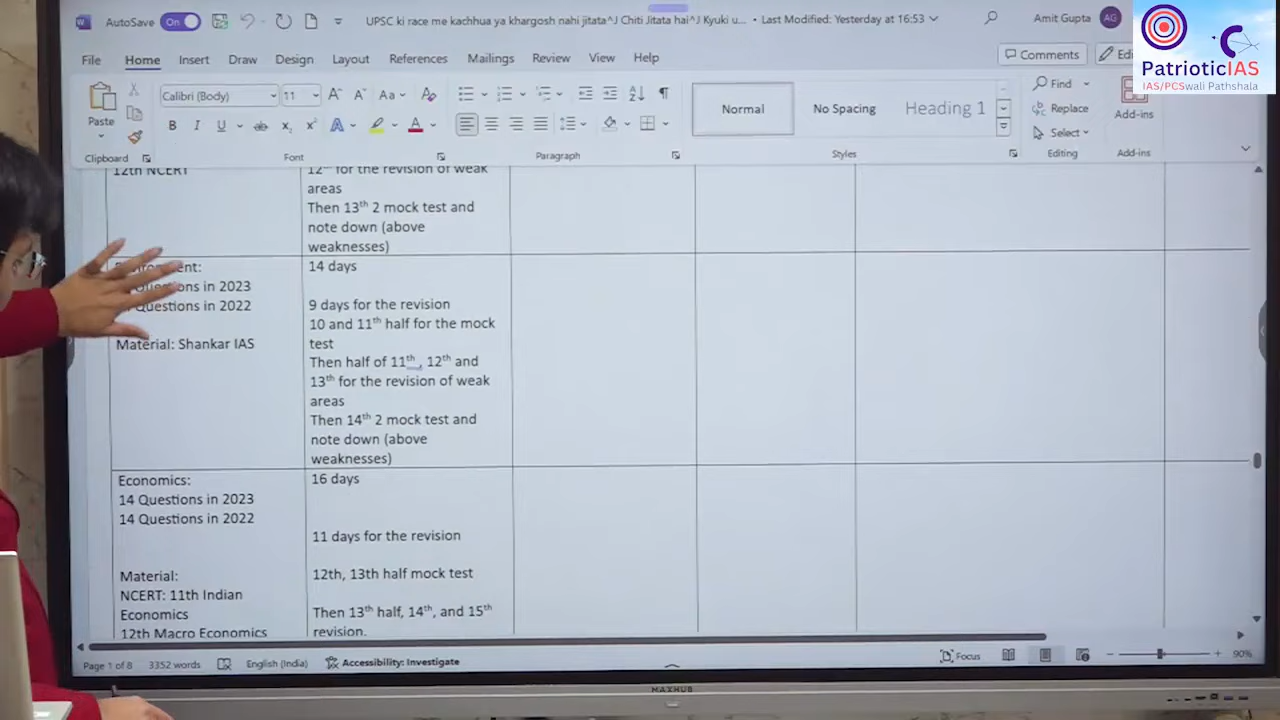 AutoSave
On
UPSC ki race me kachhua ya khargosh nahi jitata^J Chiti Jitata hai^J Kyuki u... • Last Modified: Yesterday at 16:53
Amit Gupta
AG
PatrioticIAS
IAS/PCSwali Pathshala
File Home Insert Draw Design Layout References Mailings Review View Help
Comments
Paste
Calibri (Body) 11
Normal
No Spacing
Heading 1
Find
Replace
Select
Add-ins
Clipboard
Font
Paragraph
Styles
Editing
Add-ins
12th NCERT
12th for the revision of weak
areas
Then 13th 2 mock test and
note down (above
weaknesses)
Questions in 2023
Questions in 2022
Material: Shankar IAS
14 days
9 days for the revision
10 and 11th half for the mock
test
Then half of 11th, 12th and
13th for the revision of weak
areas
Then 14th 2 mock test and
note down (above
weaknesses)
Economics:
14 Questions in 2023
14 Questions in 2022
Material:
NCERT: 11th Indian
Economics
12th Macro Economics
16 days
11 days for the revision
12th, 13th half mock test
Then 13th half, 14th, and 15th
revision.
Page 1 of 8
3352 words
English (India)
Accessibility: Investigate
Focus
90%
MAXHUB